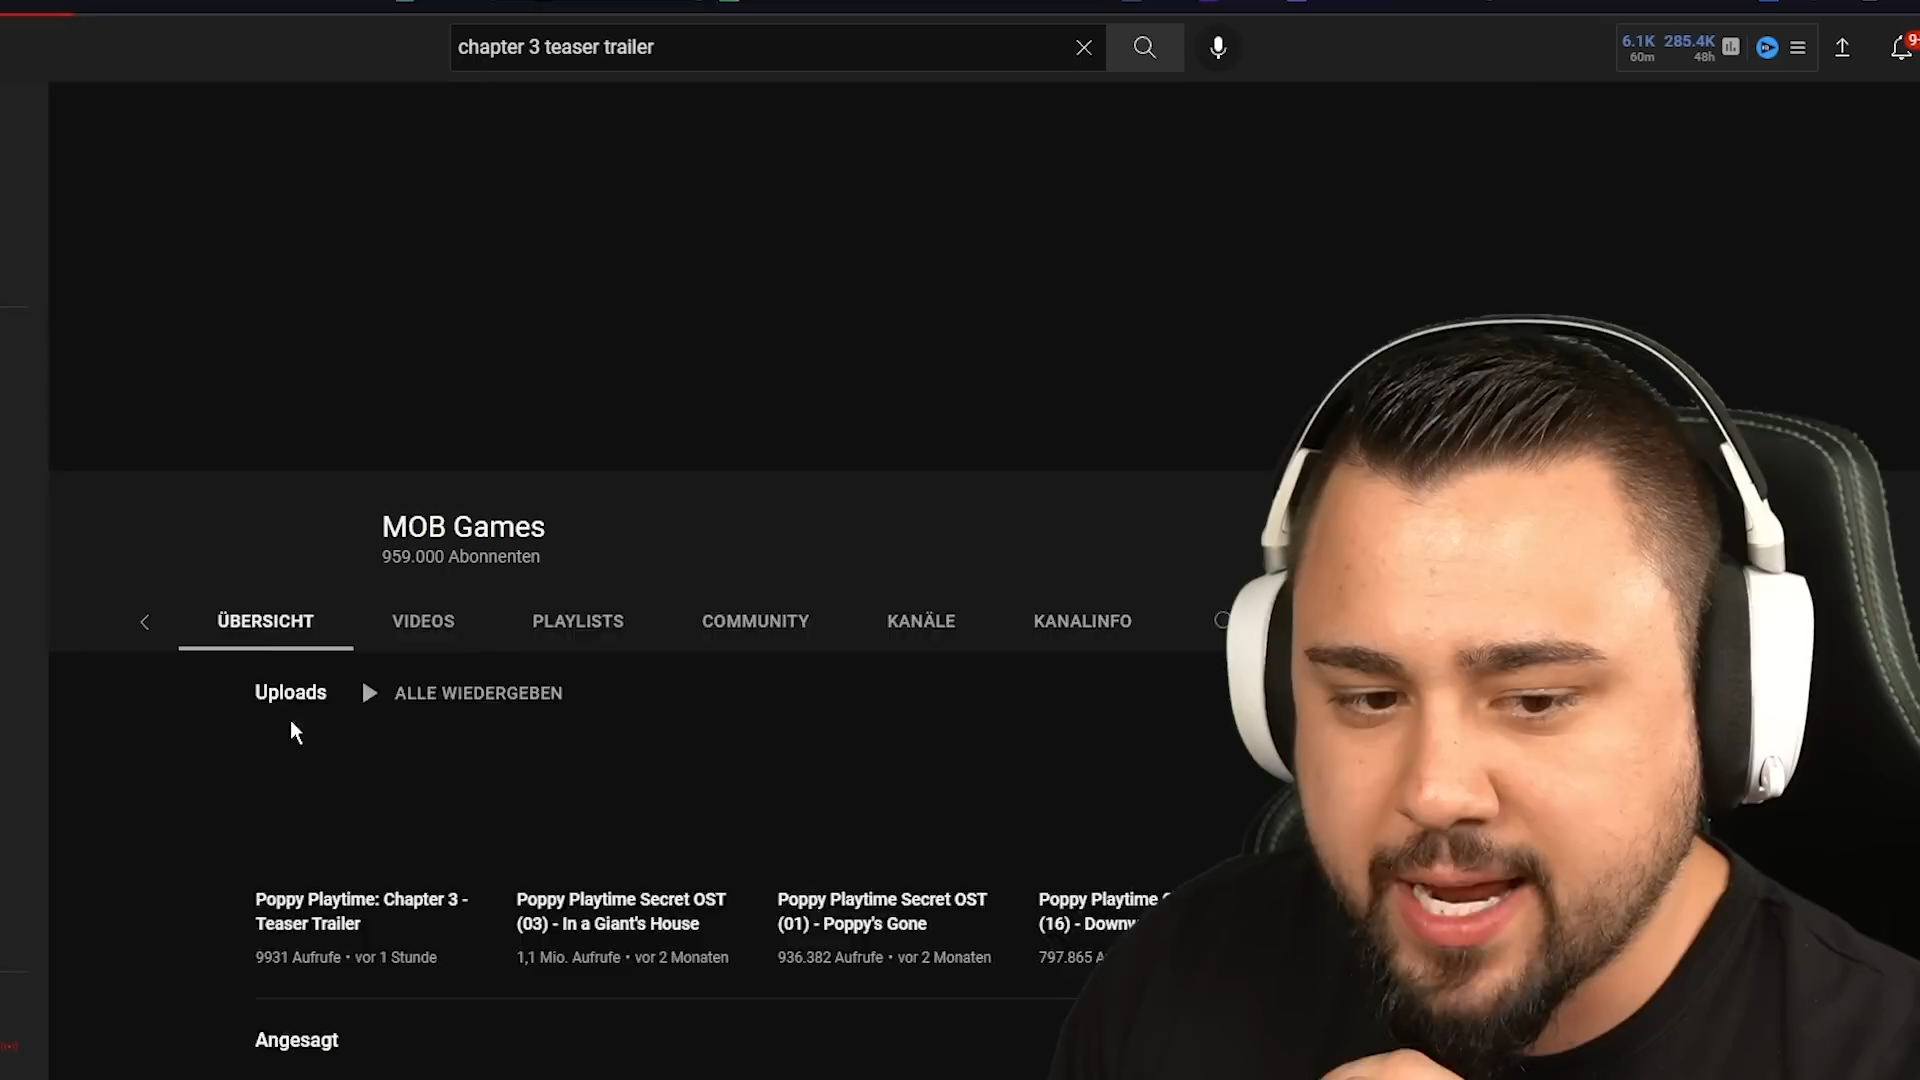 chapter 3 teaser trailer
6.1K 285.4K
60m 48h
9
MOB Games
959.000 Abonnenten
ÜBERSICHT VIDEOS PLAYLISTS COMMUNITY KANÄLE KANALINFO
Uploads ALLE WIEDERGEBEN
Poppy Playtime: Chapter 3 -
Teaser Trailer
9931 Aufrufe • vor 1 Stunde
Poppy Playtime Secret OST
(03) - In a Giant's House
1,1 Mio. Aufrufe • vor 2 Monaten
Poppy Playtime Secret OST
(01) - Poppy's Gone
936.382 Aufrufe • vor 2 Monaten
Poppy Playtime
(16) -
797.865
Angesagt